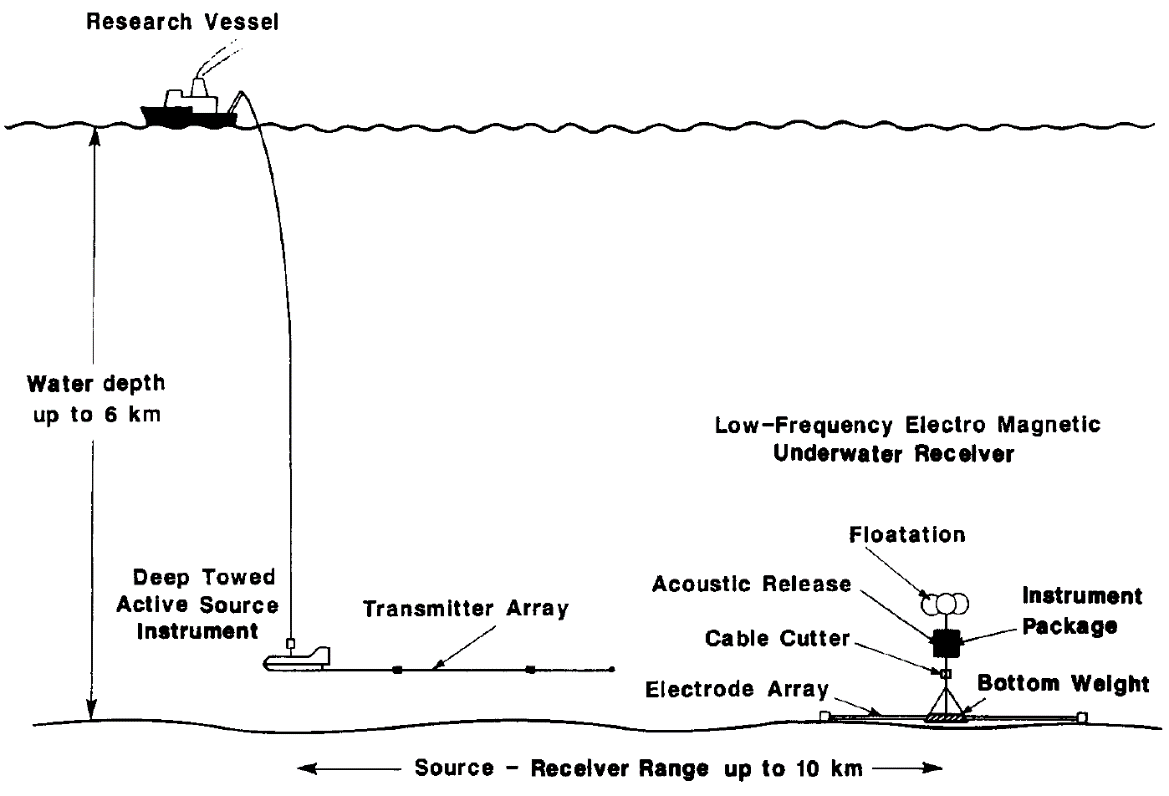 Research Vessel
Water depth
up to 6 km
Low-Frequency Electro Magnetic
Underwater Receiver
Floatation
Deep Towed
Active Source
Instrument
Transmitter Array
Acoustic Release
Instrument
Package
Cable Cutter
Electrode Array
Bottom Weight
Source - Receiver Range up to 10 km